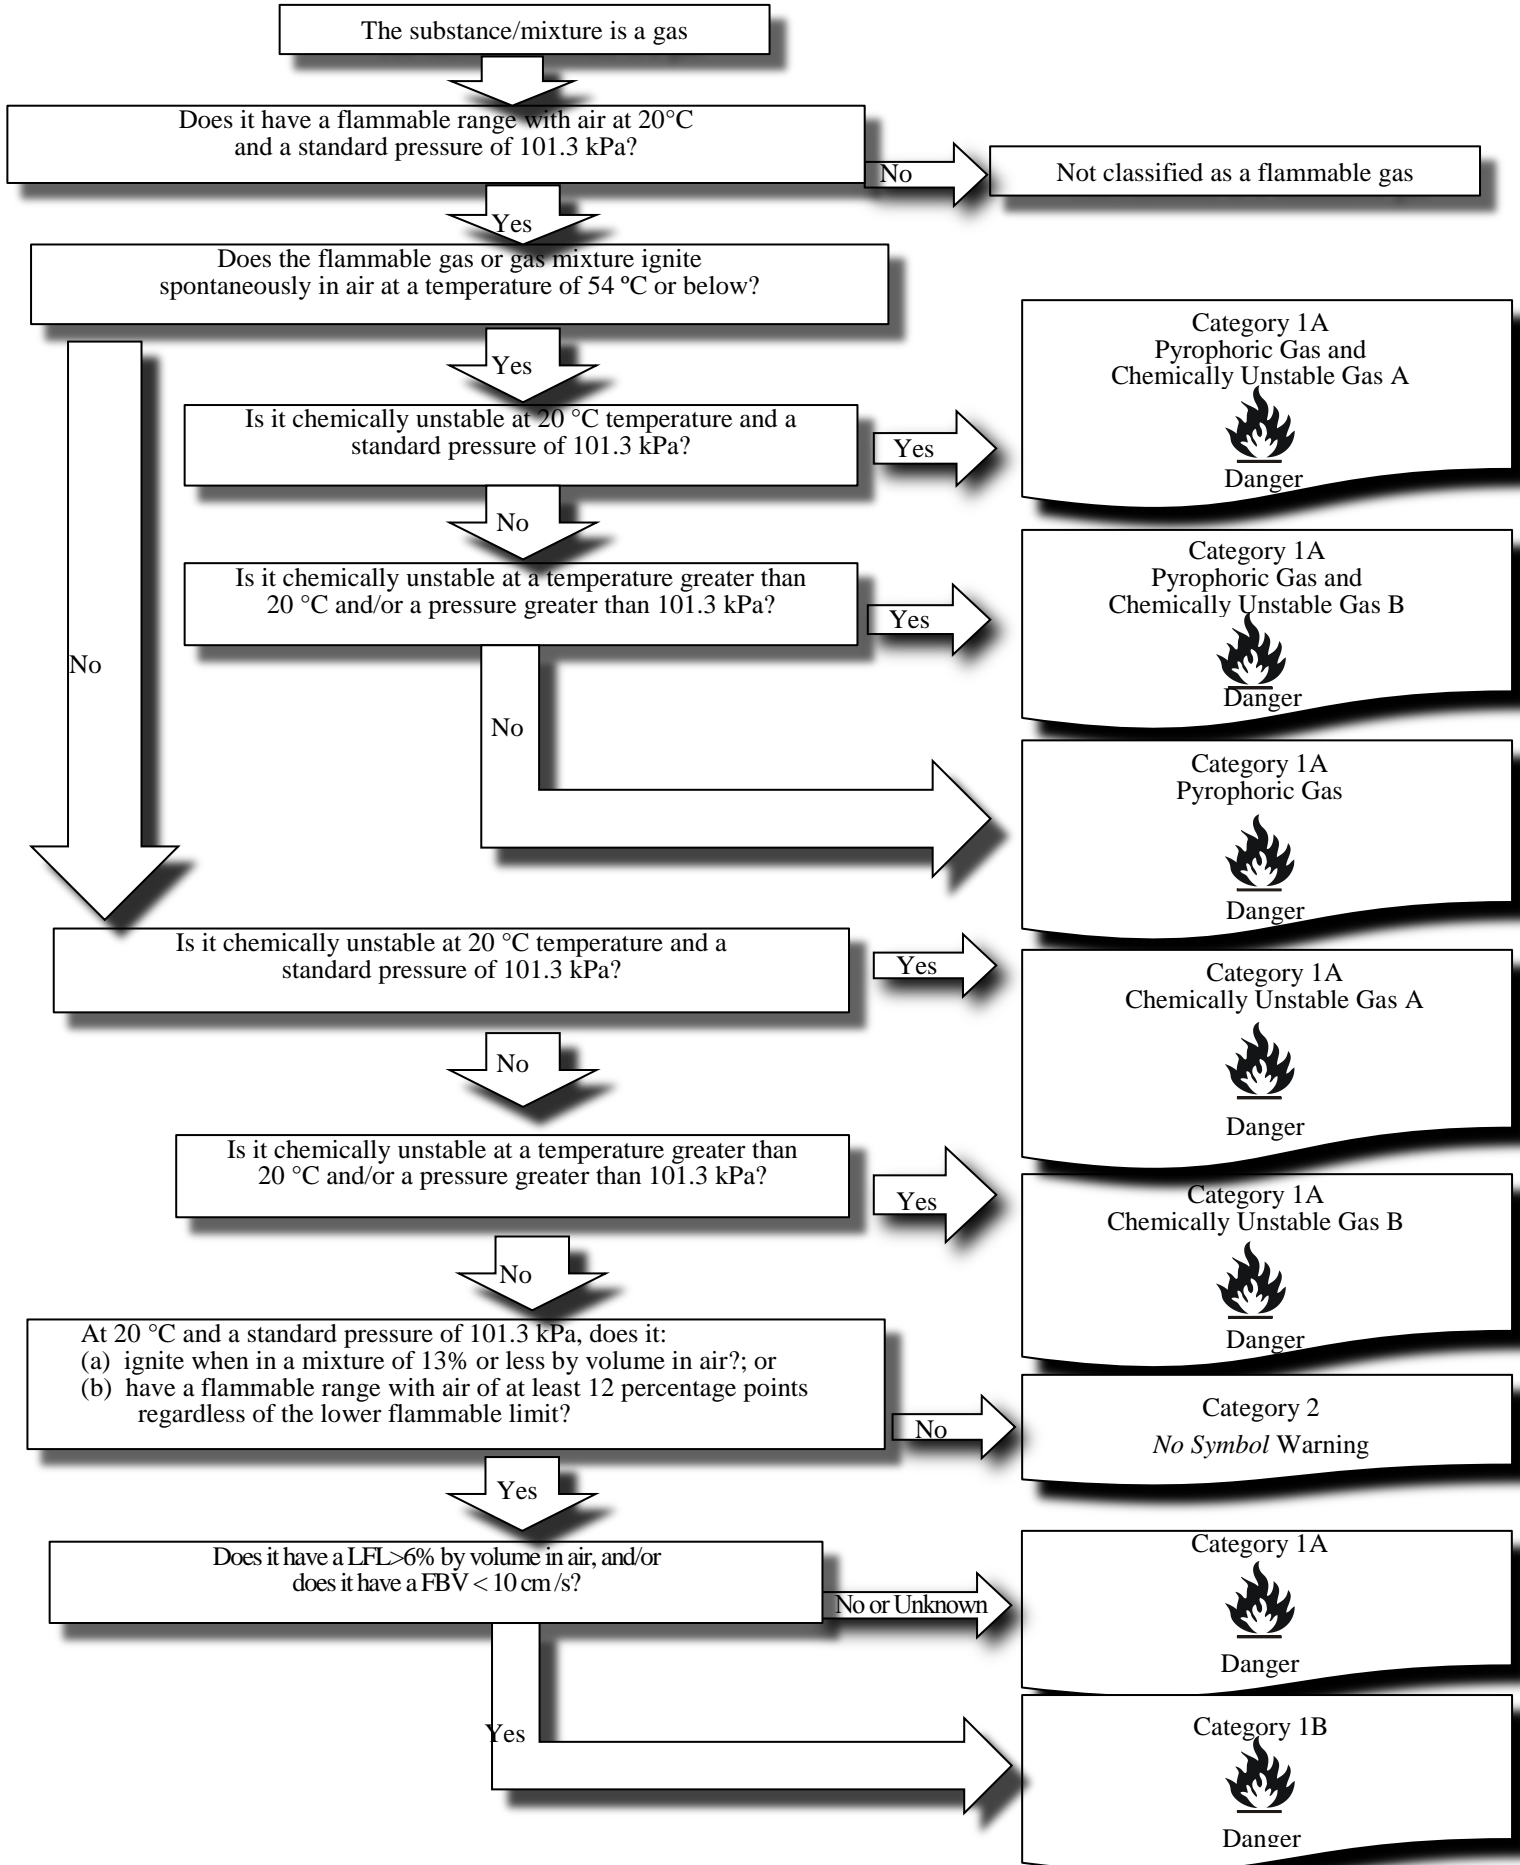 The substance/mixture is a gas
Does it have a flammable range with air at 20°C
and a standard pressure of 101.3 kPa?
No
Not classified as a flammable gas
Yes
Does the flammable gas or gas mixture ignite
spontaneously in air at a temperature of 54 ºC or below?
Yes
Category 1A
Pyrophoric Gas and
Chemically Unstable Gas A
Danger
Is it chemically unstable at 20 °C temperature and a
standard pressure of 101.3 kPa?
Yes
No
Category 1A
Pyrophoric Gas and
Chemically Unstable Gas B
Danger
Is it chemically unstable at a temperature greater than
20 °C and/or a pressure greater than 101.3 kPa?
Yes
No
No
Category 1A
Pyrophoric Gas
Danger
Is it chemically unstable at 20 °C temperature and a
standard pressure of 101.3 kPa?
Yes
Category 1A
Chemically Unstable Gas A
Danger
No
Is it chemically unstable at a temperature greater than
20 °C and/or a pressure greater than 101.3 kPa?
Yes
Category 1A
Chemically Unstable Gas B
Danger
No
At 20 °C and a standard pressure of 101.3 kPa, does it:
(a) ignite when in a mixture of 13% or less by volume in air?; or
(b) have a flammable range with air of at least 12 percentage points
regardless of the lower flammable limit?
No
Category 2
No Symbol Warning
Yes
Does it have a LFL>6% by volume in air, and/or
does it have a FBV < 10 cm/s?
No or Unknown
Category 1A
Danger
Yes
Category 1B
Danger